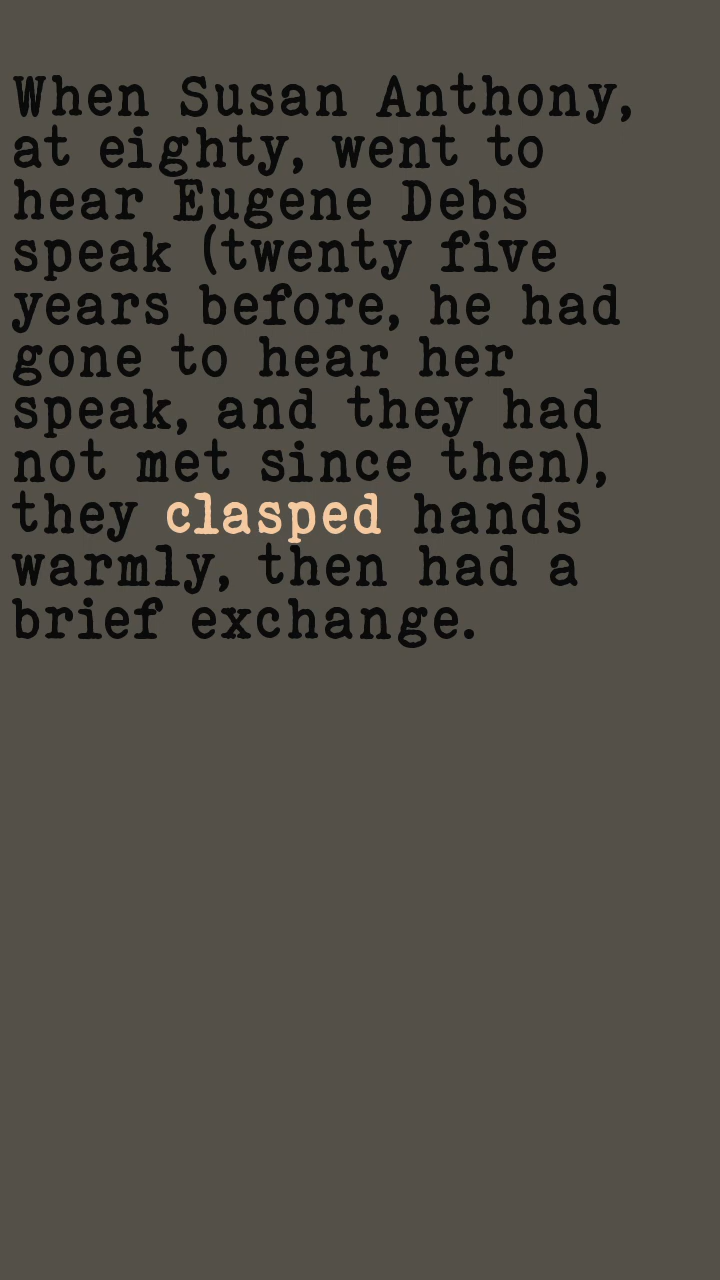 When Susan Anthony,
at eighty, went to
hear Eugene Debs
speak (twenty five
years before, he had
gone to hear her
speak, and they had
not met since then),
they clasped hands
warmly, then had a
brief exchange.